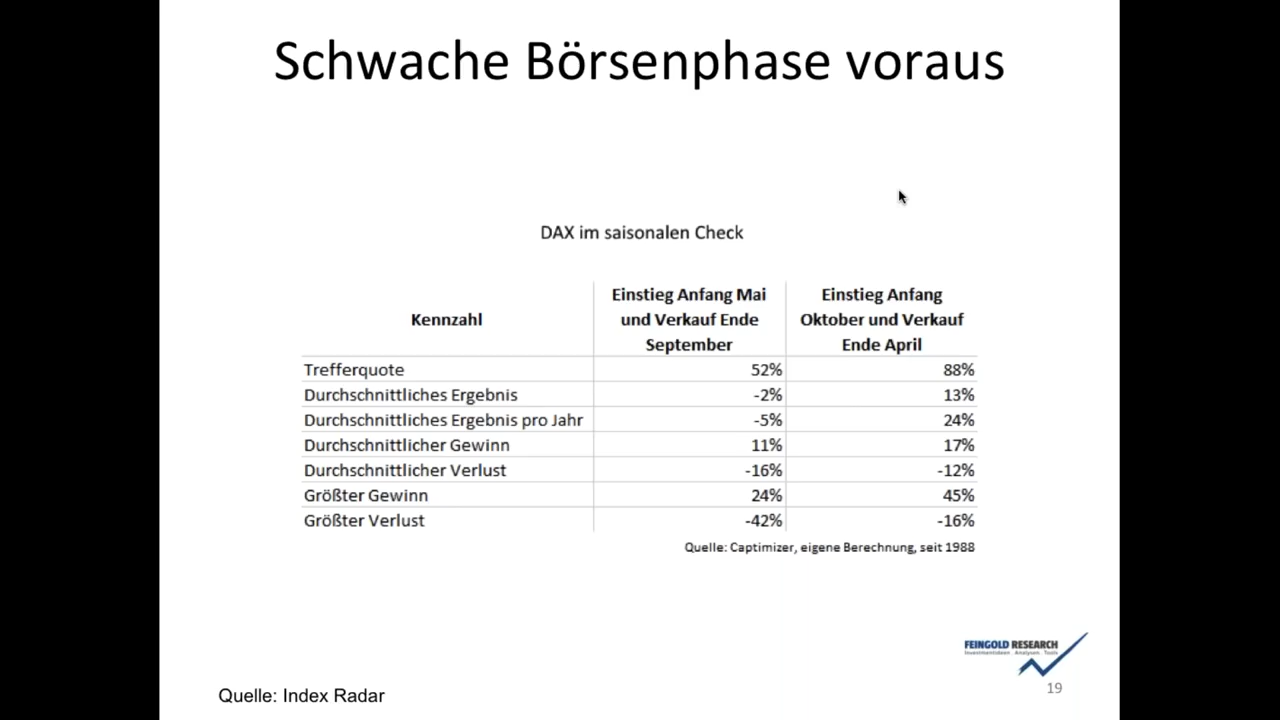 Schwache Börsenphase voraus
DAX im saisonalen Check
Kennzahl
Einstieg Anfang Mai
und Verkauf Ende
September
Einstieg Anfang
Oktober und Verkauf
Ende April
Trefferquote 52% 88%
Durchschnittliches Ergebnis -2% 13%
Durchschnittliches Ergebnis pro Jahr -5% 24%
Durchschnittlicher Gewinn 11% 17%
Durchschnittlicher Verlust -16% -12%
Größter Gewinn 24% 45%
Größter Verlust -42% -16%
Quelle: Captimizer, eigene Berechnung, seit 1988
FEINGOLD RESEARCH
Investmentideen . Analysen . Tools
19
Quelle: Index Radar